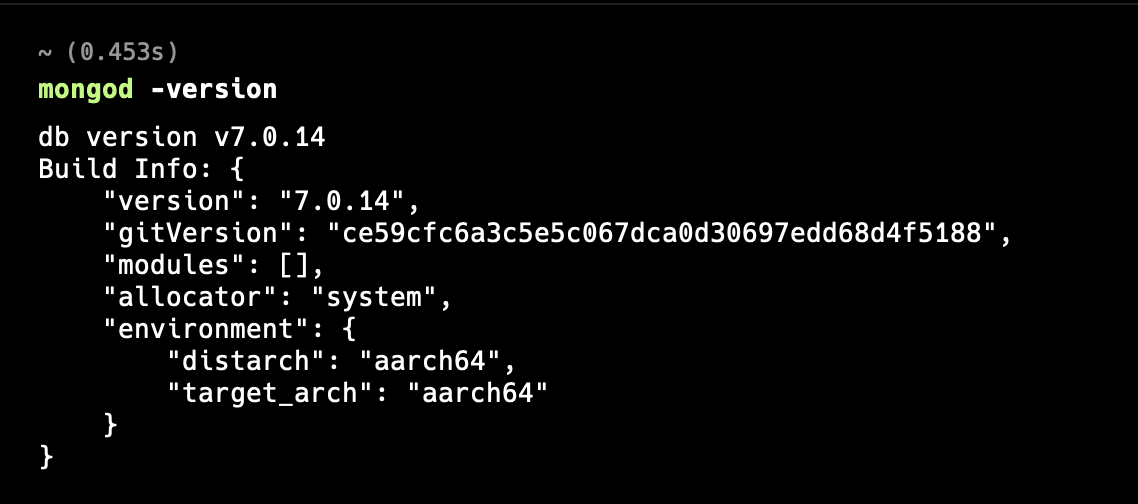 ~ (0.453s)
mongod -version
db version v7.0.14
Build Info: {
    "version": "7.0.14",
    "gitVersion": "ce59cfc6a3c5e5c067dca0d30697edd68d4f5188",
    "modules": [],
    "allocator": "system",
    "environment": {
        "distarch": "aarch64",
        "target_arch": "aarch64"
    }
}